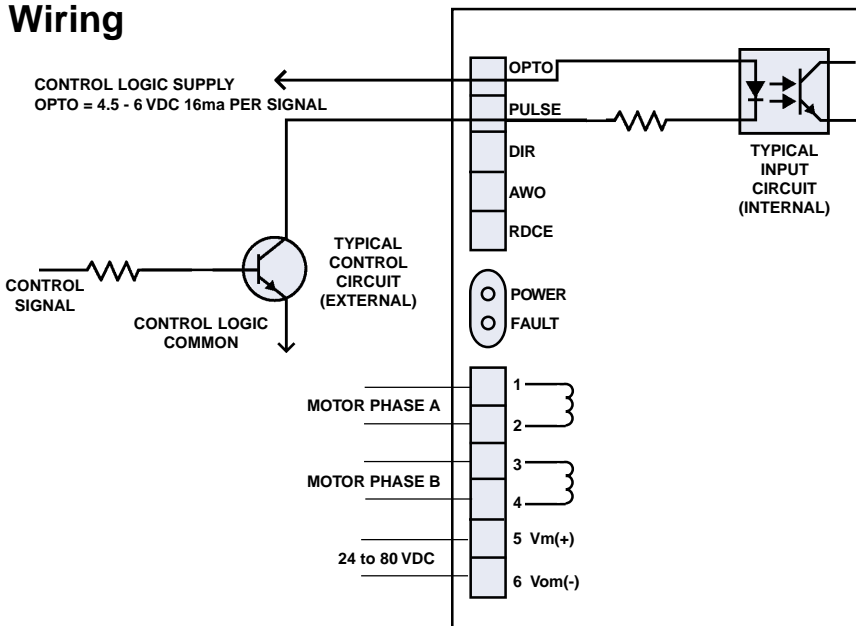 Wiring
CONTROL LOGIC SUPPLY
OPTO = 4.5 - 6 VDC 16ma PER SIGNAL
OPTO
PULSE
DIR
AWO
RDCE
TYPICAL
INPUT
CIRCUIT
(INTERNAL)
TYPICAL
CONTROL
CIRCUIT
(EXTERNAL)
CONTROL
SIGNAL
CONTROL LOGIC
COMMON
POWER
FAULT
MOTOR PHASE A
1
2
MOTOR PHASE B
3
4
24 to 80 VDC
5 Vm(+)
6 Vom(-)